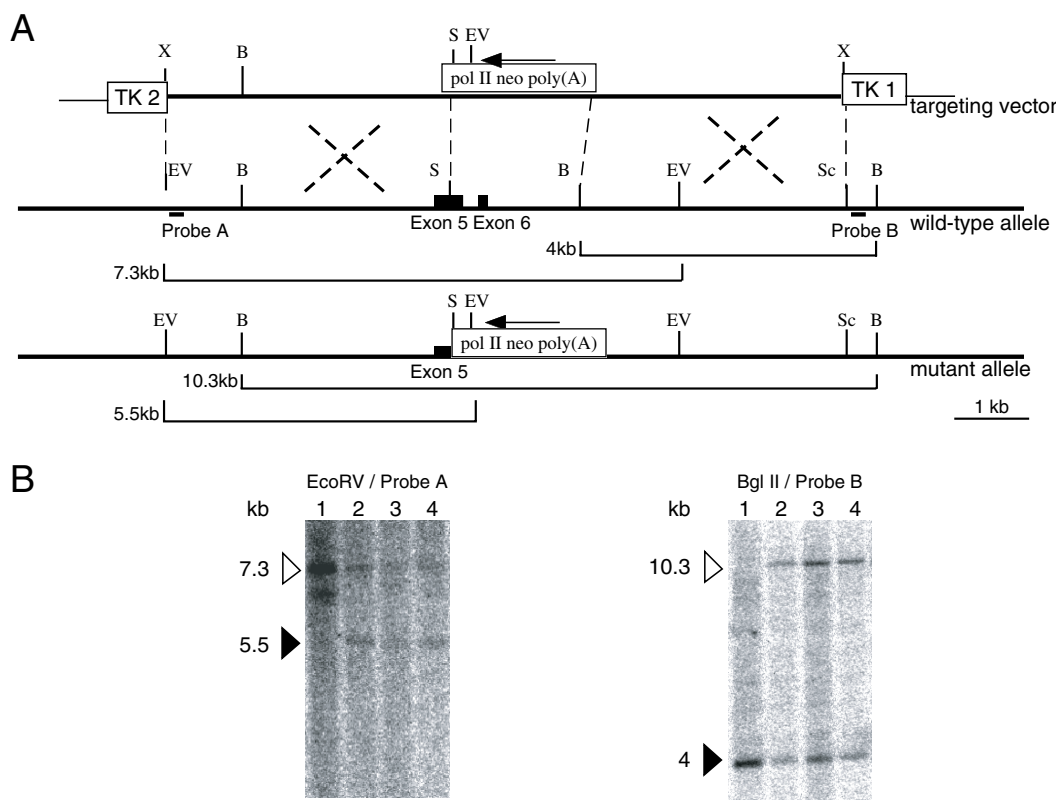 A
X B S EV X
TK 2 pol II neo poly(A) TK 1
targeting vector
EV B S B EV Sc B
Exon 5 Exon 6
wild-type allele
Probe A Probe B
4kb
7.3kb
EV B S EV EV Sc B
pol II neo poly(A)
Exon 5
mutant allele
10.3kb
5.5kb
1 kb
B
EcoRV / Probe A
kb 1 2 3 4
7.3
5.5
Bgl II / Probe B
kb 1 2 3 4
10.3
4